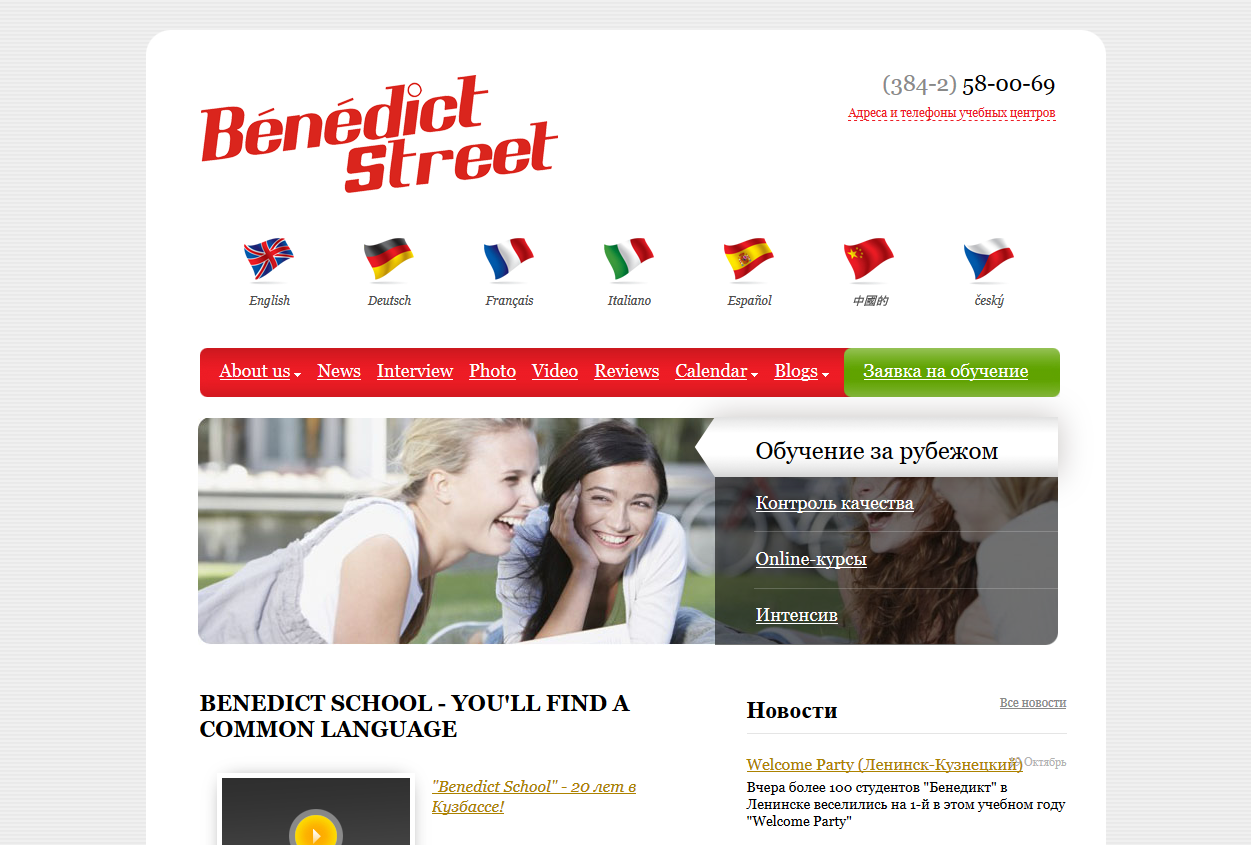 Bénédict
Street
(384-2) 58-00-69
Адреса и телефоны учебных центров
English
Deutsch
Français
Italiano
Español
中國的
český
About us
News
Interview
Photo
Video
Reviews
Calendar
Blogs
Заявка на обучение
Обучение за рубежом
Контроль качества
Online-курсы
Интенсив
BENEDICT SCHOOL - YOU'LL FIND A
COMMON LANGUAGE
"Benedict School" - 20 лет в
Кузбассе!
Новости
Все новости
Welcome Party (Ленинск-Кузнецкий)
Октябрь
Вчера более 100 студентов "Бенедикт" в
Ленинске веселились на 1-й в этом учебном году
"Welcome Party"